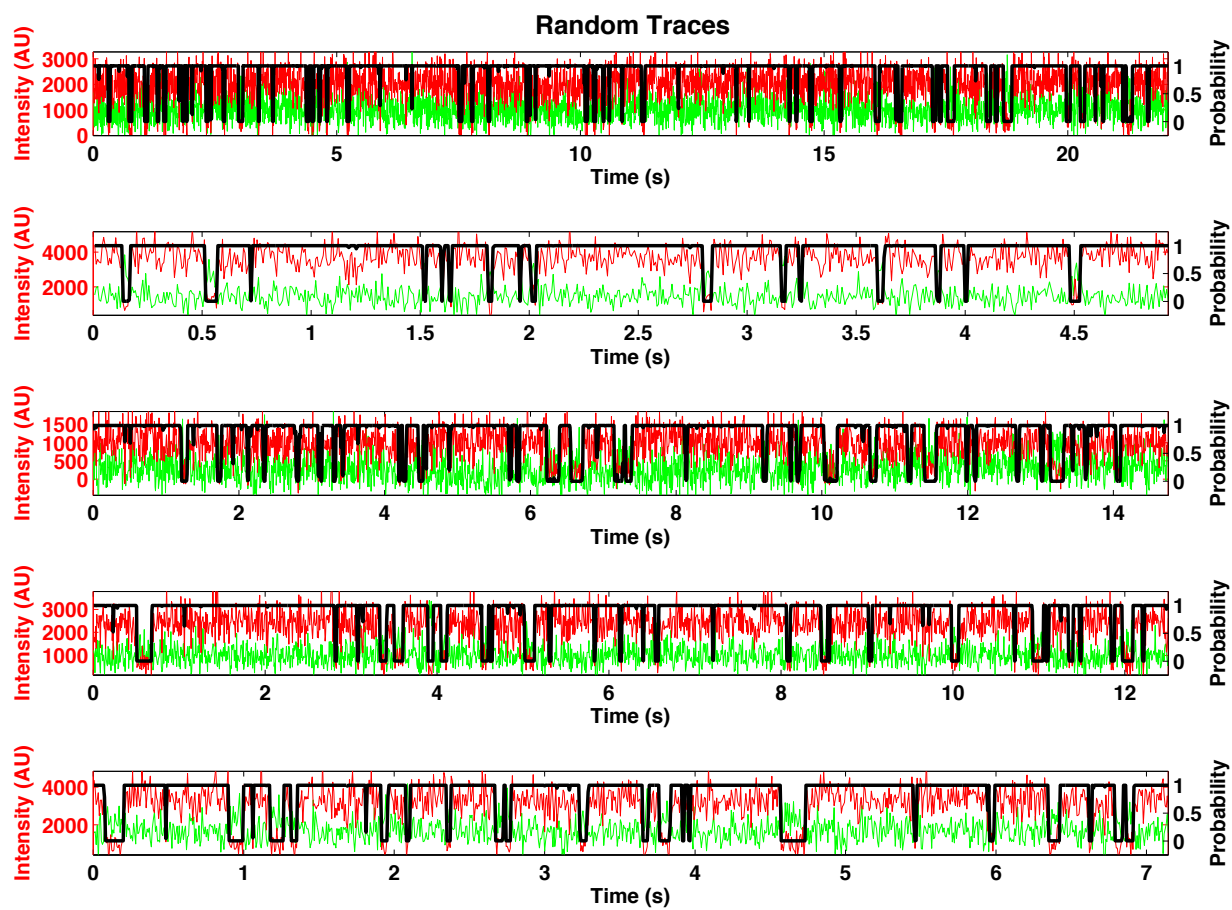 Random Traces
Intensity (AU)
3000
2000
1000
0
1
0.5
0
Probability
0 5 10 15 20
Time (s)
Intensity (AU)
4000
2000
1
0.5
0
Probability
0 0.5 1 1.5 2 2.5 3 3.5 4 4.5
Time (s)
Intensity (AU)
1500
1000
500
0
1
0.5
0
Probability
0 2 4 6 8 10 12 14
Time (s)
Intensity (AU)
3000
2000
1000
1
0.5
0
Probability
0 2 4 6 8 10 12
Time (s)
Intensity (AU)
4000
2000
1
0.5
0
Probability
0 1 2 3 4 5 6 7
Time (s)